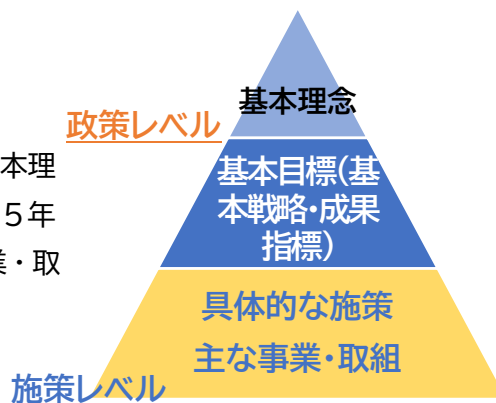 基本理念
政策レベル
本理
５年
業・取
基本目標(基
本戦略・成果
指標)
具体的な施策
主な事業・取組
施策レベル